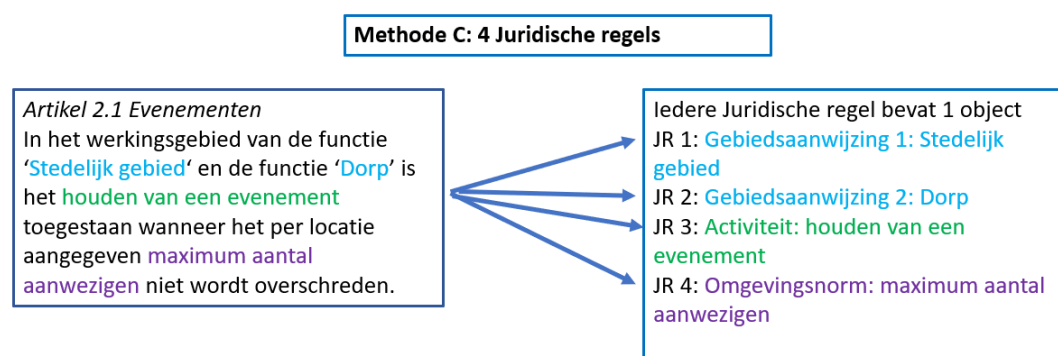 Methode C: 4 Juridische regels
Artikel 2.1 Evenementen
In het werkingsgebied van de functie
‘Stedelijk gebied‘ en de functie ‘Dorp’ is
het houden van een evenement
toegestaan wanneer het per locatie
aangegeven maximum aantal
aanwezigen niet wordt overschreden.
Iedere Juridische regel bevat 1 object
JR 1: Gebiedsaanwijzing 1: Stedelijk
gebied
JR 2: Gebiedsaanwijzing 2: Dorp
JR 3: Activiteit: houden van een
evenement
JR 4: Omgevingsnorm: maximum aantal
aanwezigen